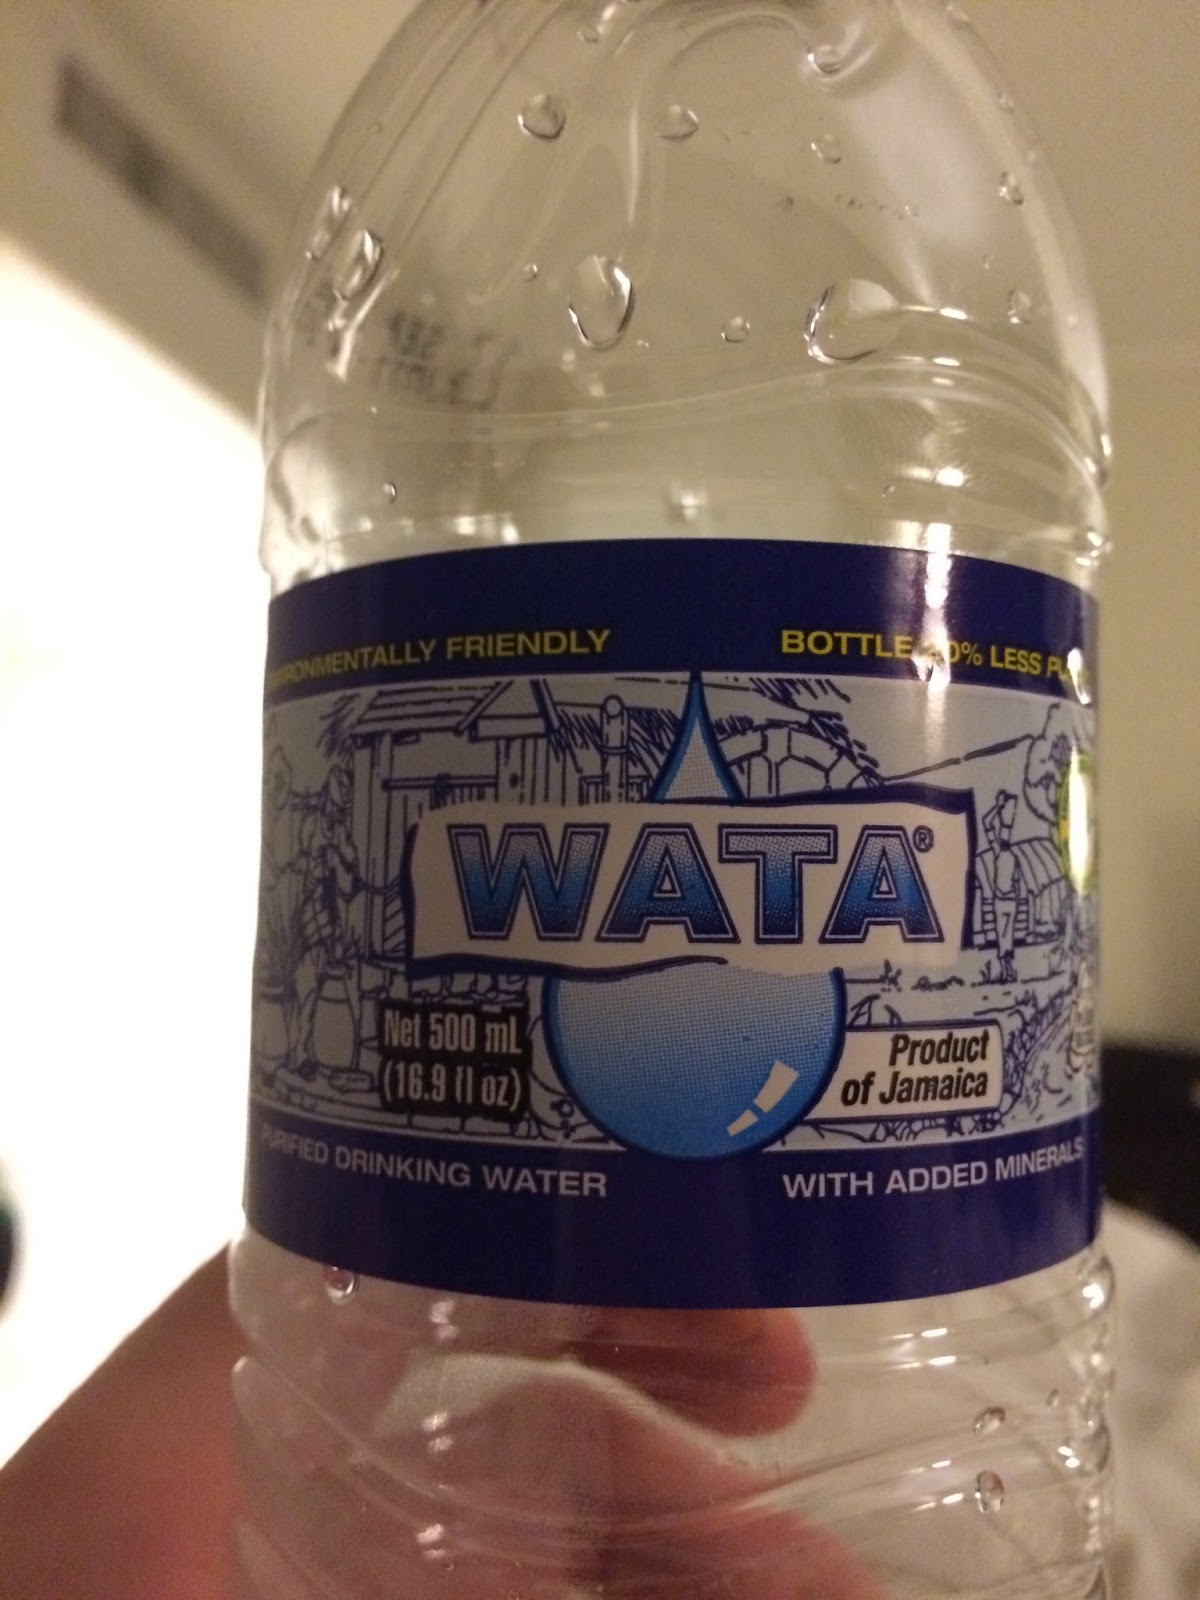 FRIENDLY
BOTTLE % LESS
WATA®
Net 500 mL
(16.9 fl oz)
Product
of Jamaica
PURIFIED DRINKING WATER
WITH ADDED MINERALS